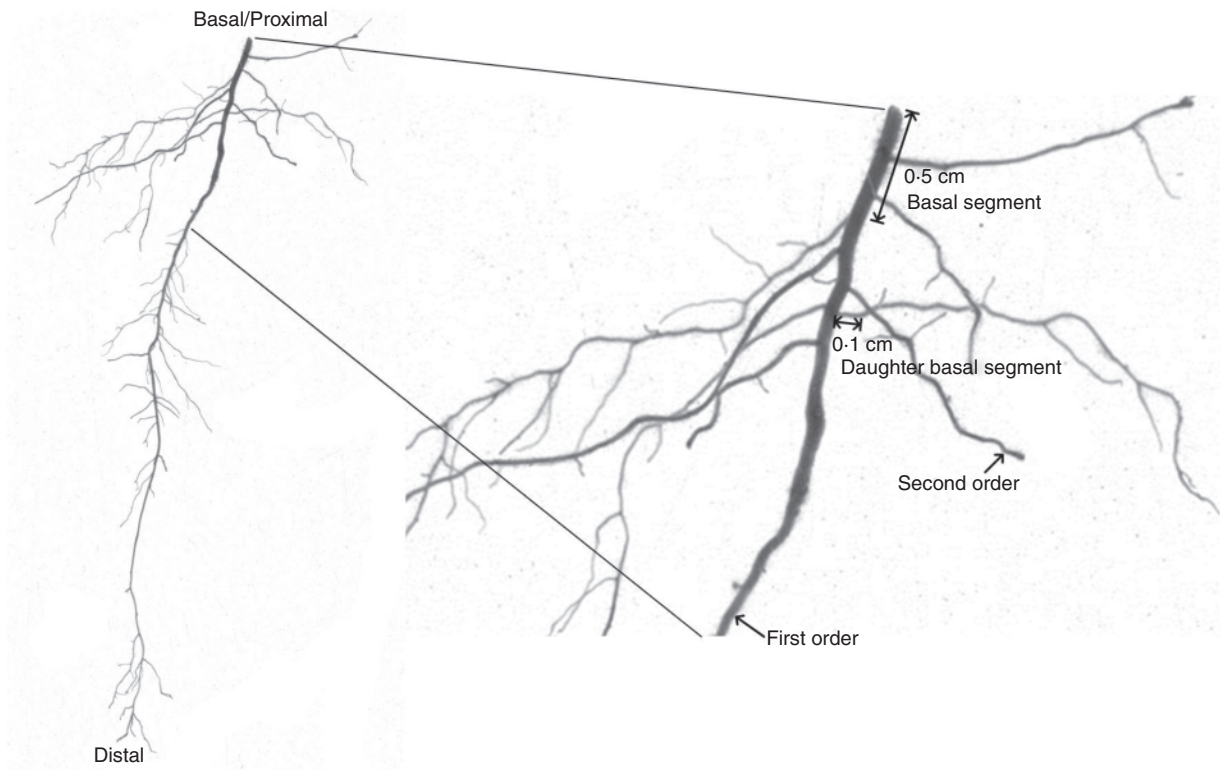 Basal/Proximal
0·5 cm
Basal segment
0·1 cm
Daughter basal segment
Second order
First order
Distal